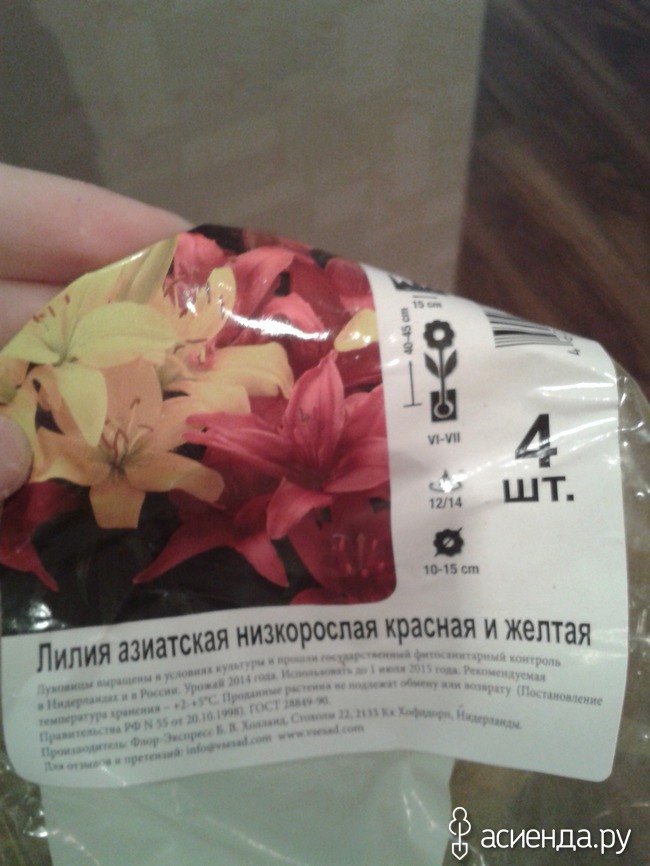 15 cm
40-45 cm
VI-VII
12/14
10-15 cm
4
шт.
Лилия азиатская низкорослая красная и желтая
Луковицы выращены в условиях культуры и прошли государственный фитосанитарный контроль
в Нидерландах и в России. Урожай 2014 года. Использовать до 1 июля 2015 года. Рекомендуемая
температура хранения – +2-+5°C. Проданные растения не подлежат обмену или возврату (Постановление
Правительства РФ N 55 от 20.10.1998). ГОСТ 28849-90.
Производитель: Флор-Экспресс Б. В. Холланд, Стопком 22, 2133 Кх Хофддорп, Нидерланды.
Для отзывов и претензий: info@vsesad.com www.vsesad.com
асиенда.ру